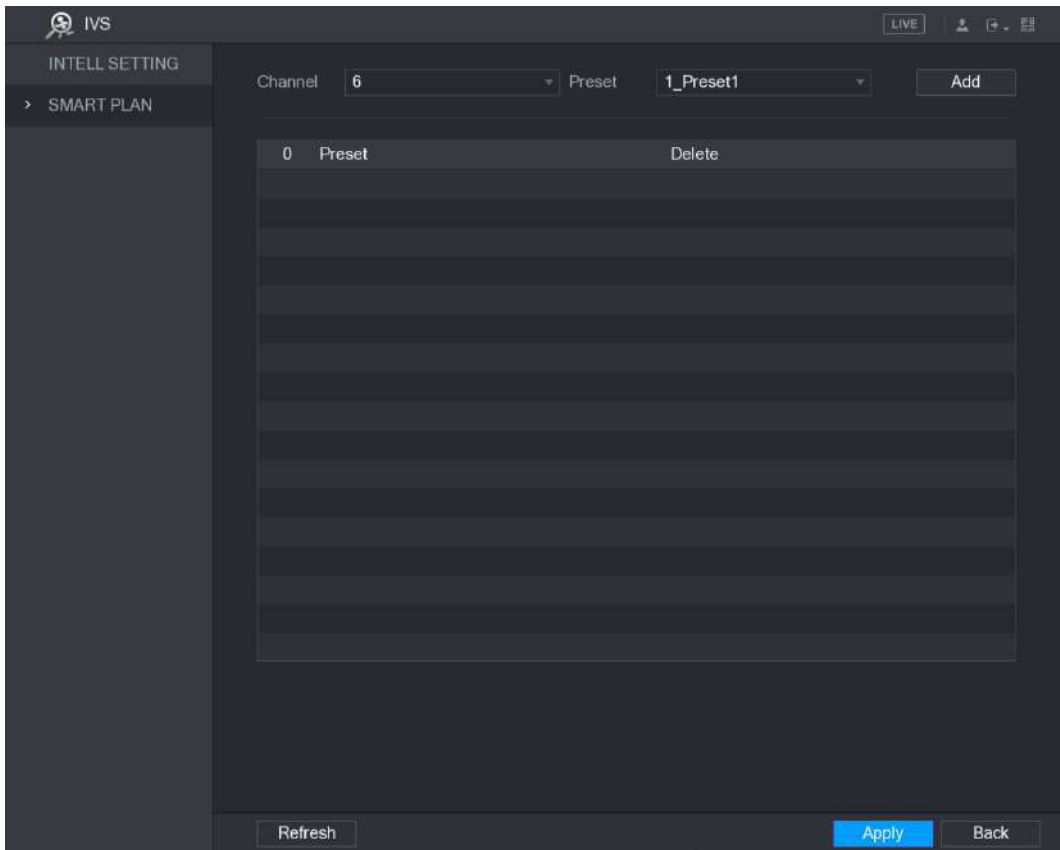 IVS LIVE
INTELL SETTING
Channel 6 Preset 1_Preset1 Add
SMART PLAN
0 Preset Delete
Refresh Apply Back